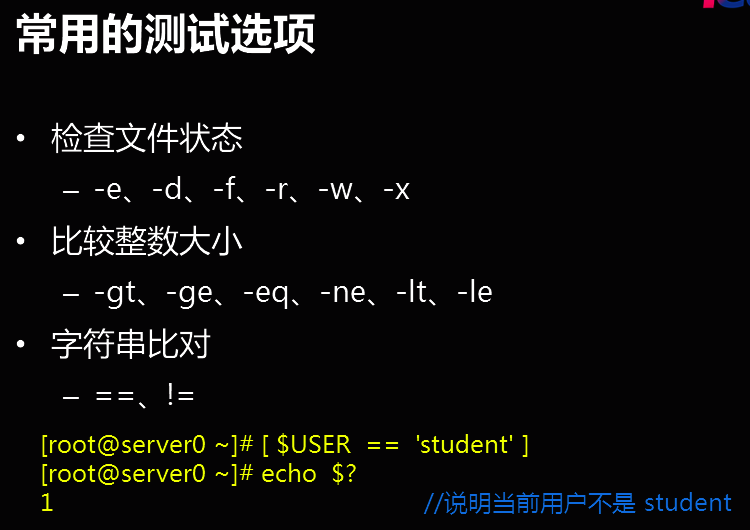 常用的测试选项
• 检查文件状态
– -e、-d、-f、-r、-w、-x
• 比较整数大小
– -gt、-ge、-eq、-ne、-lt、-le
• 字符串比对
– ==、!=
[root@server0 ~]# [ $USER == 'student' ]
[root@server0 ~]# echo $?
1 //说明当前用户不是 student